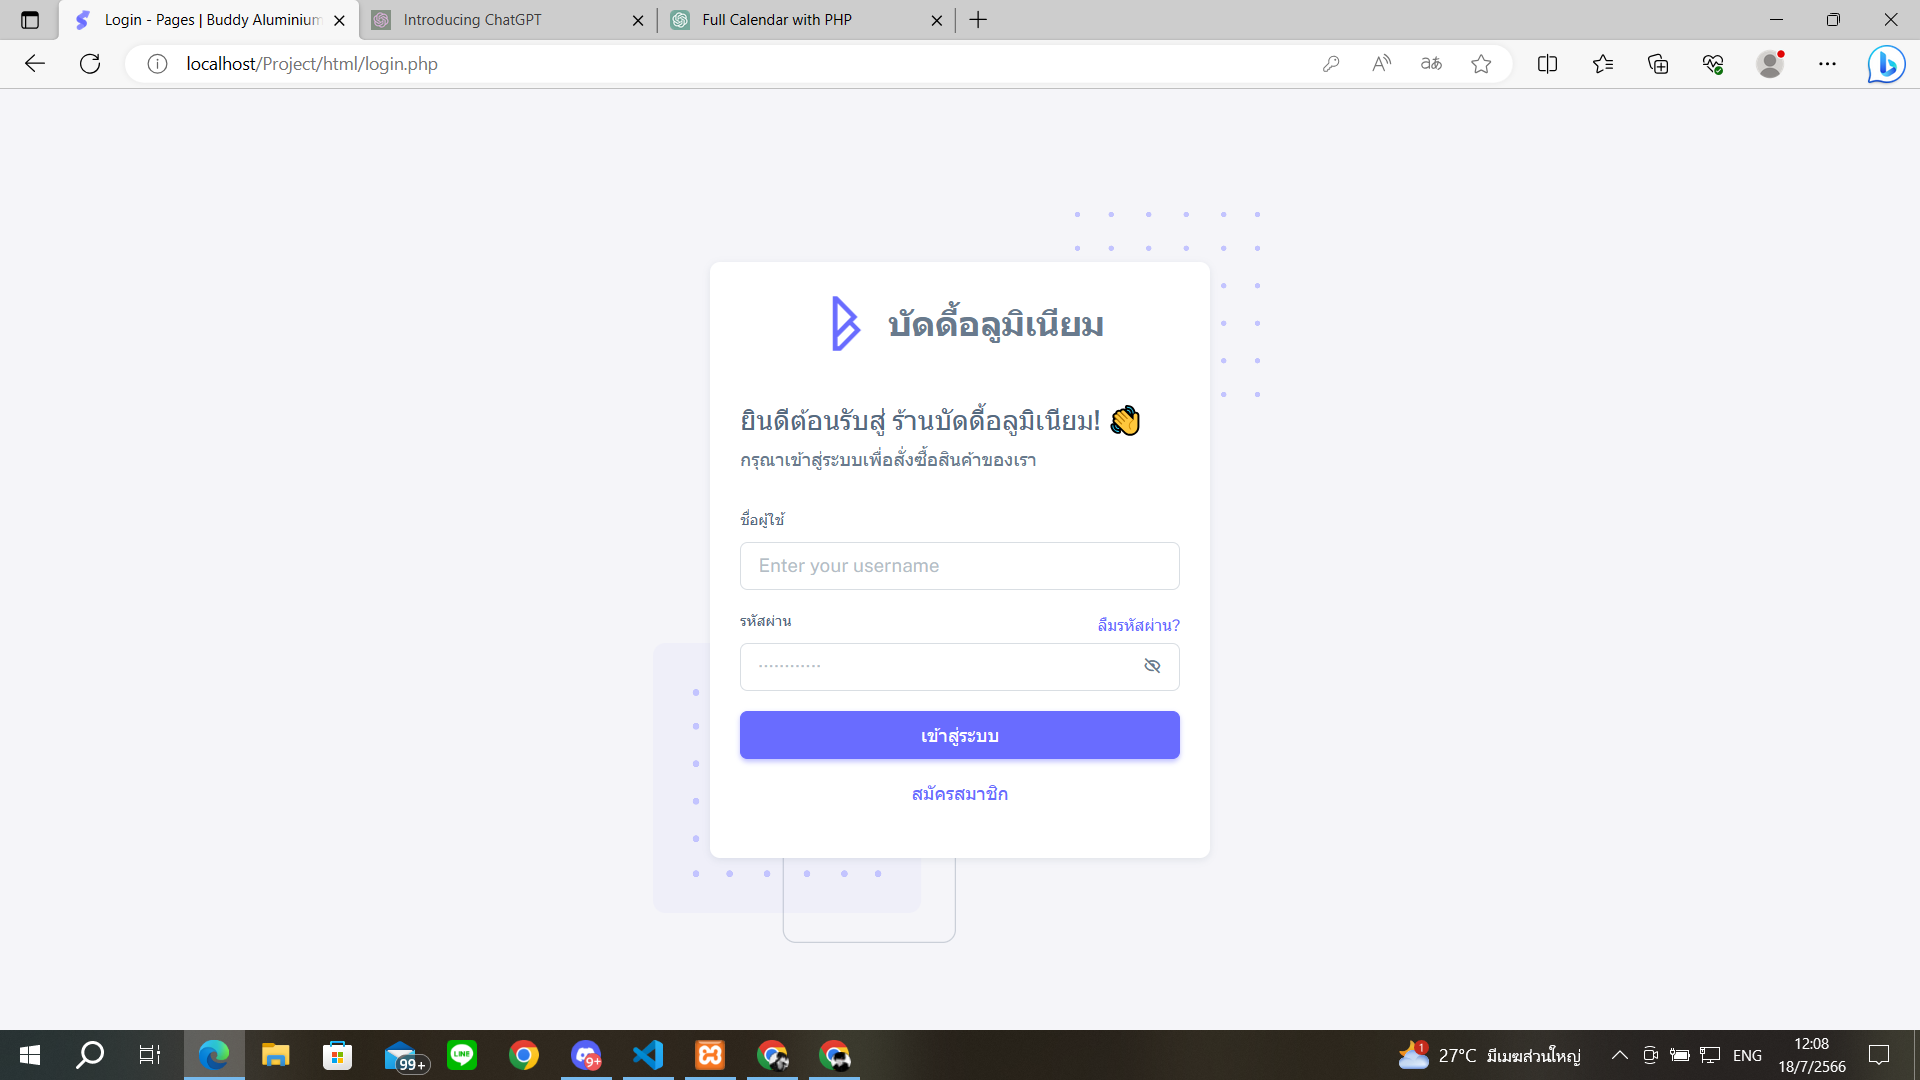 Login - Pages | Buddy Aluminium
Introducing ChatGPT
Full Calendar with PHP
localhost/Project/html/login.php
บัดดี้อลูมิเนียม
ยินดีต้อนรับสู่ ร้านบัดดี้อลูมิเนียม! 👋
กรุณาเข้าสู่ระบบเพื่อสั่งซื้อสินค้าของเรา
ชื่อผู้ใช้
Enter your username
รหัสผ่าน
ลืมรหัสผ่าน?
············
เข้าสู่ระบบ
สมัครสมาชิก
99+
LINE
9+
1
27°C มีเมฆส่วนใหญ่
ENG
12:08
18/7/2566